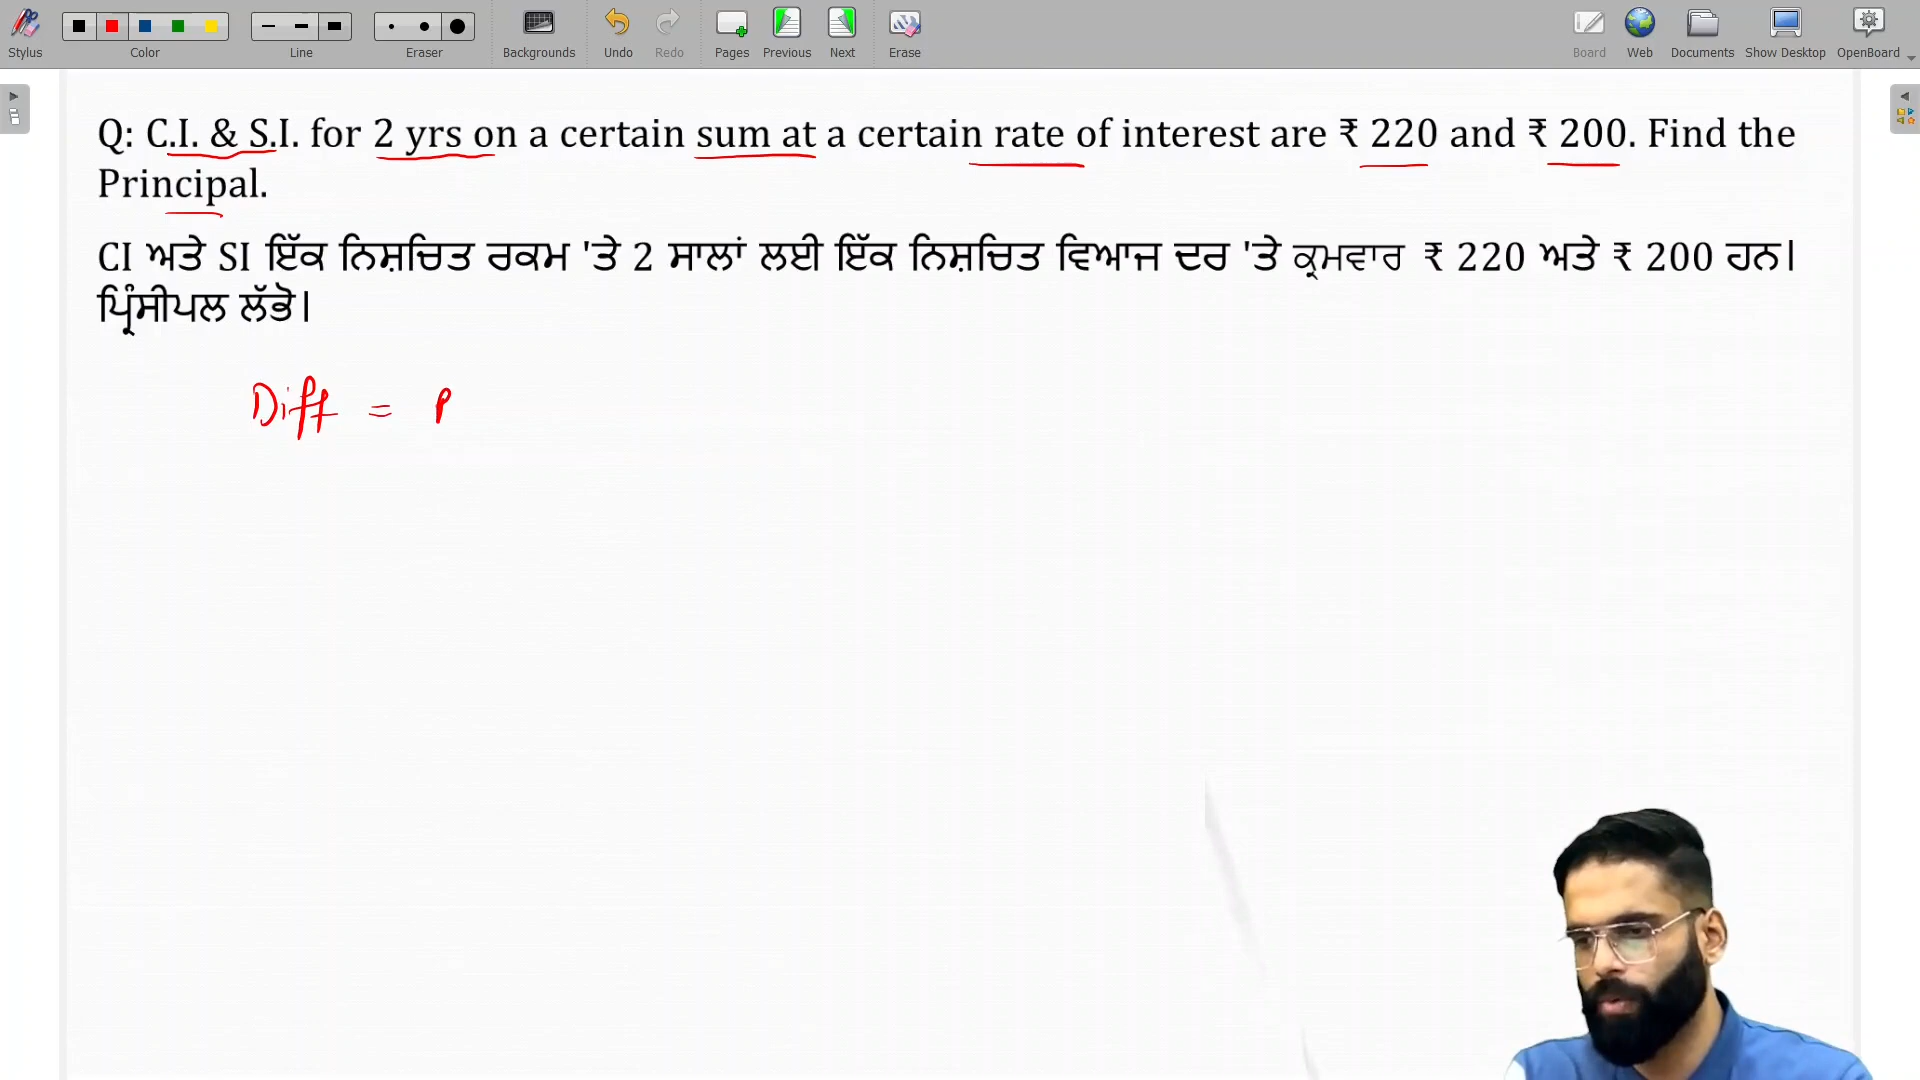 Stylus Color Line Eraser Backgrounds Undo Redo Pages Previous Next Erase Board Web Documents Show Desktop OpenBoard
Q: C.I. & S.I. for 2 yrs on a certain sum at a certain rate of interest are ₹ 220 and ₹ 200. Find the
Principal.
CI ਅਤੇ SI ਇੱਕ ਨਿਸ਼ਚਿਤ ਰਕਮ 'ਤੇ 2 ਸਾਲਾਂ ਲਈ ਇੱਕ ਨਿਸ਼ਚਿਤ ਵਿਆਜ ਦਰ 'ਤੇ ਕ੍ਰਮਵਾਰ ₹ 220 ਅਤੇ ₹ 200 ਹਨ।
ਪ੍ਰਿੰਸੀਪਲ ਲੱਭੋ।
Diff = P